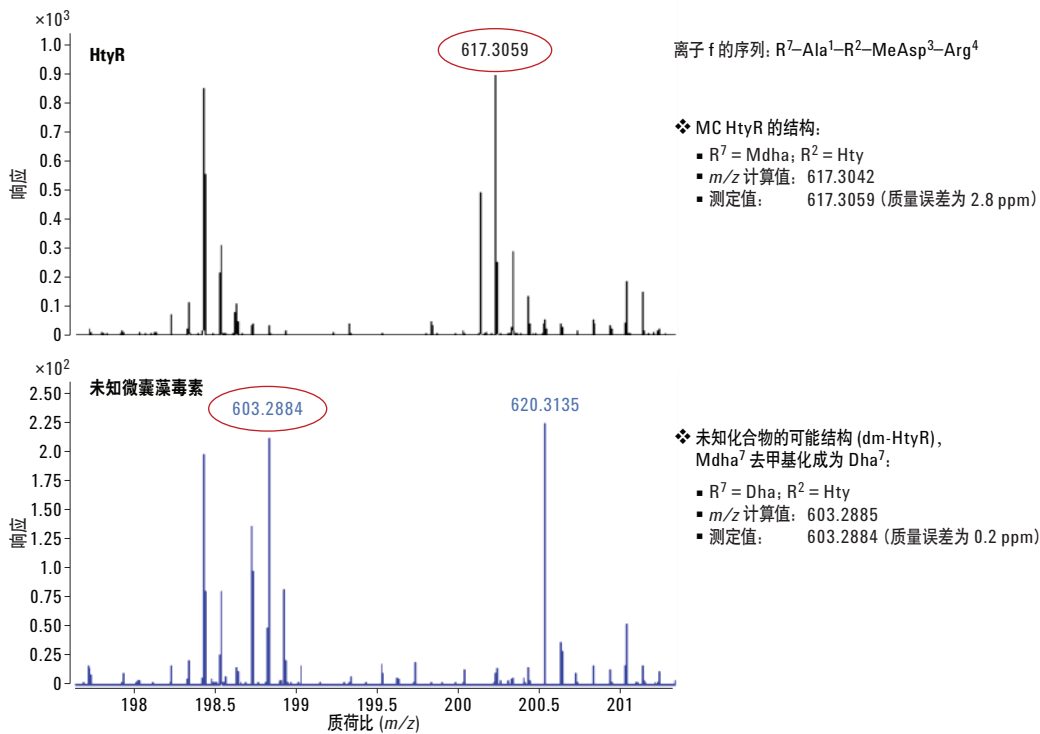 ×10³
HtyR
617.3059
1.0
0.9
0.8
0.7
0.6
0.5
0.4
0.3
0.2
0.1
0
响应
离子 f 的序列: R⁷–Ala¹–R²–MeAsp³–Arg⁴
❖ MC HtyR 的结构:
▪ R⁷ = Mdha; R² = Hty
▪ m/z 计算值: 617.3042
▪ 测定值: 617.3059 (质量误差为 2.8 ppm)
×10²
未知微囊藻毒素
603.2884
620.3135
2.50
2.25
2.0
1.75
1.50
1.25
1.0
0.75
0.50
0.25
0
响应
198 198.5 199 199.5 200 200.5 201
质荷比 (m/z)
❖ 未知化合物的可能结构 (dm-HtyR),
Mdha⁷ 去甲基化成为 Dha⁷:
▪ R⁷ = Dha; R² = Hty
▪ m/z 计算值: 603.2885
▪ 测定值: 603.2884 (质量误差为 0.2 ppm)